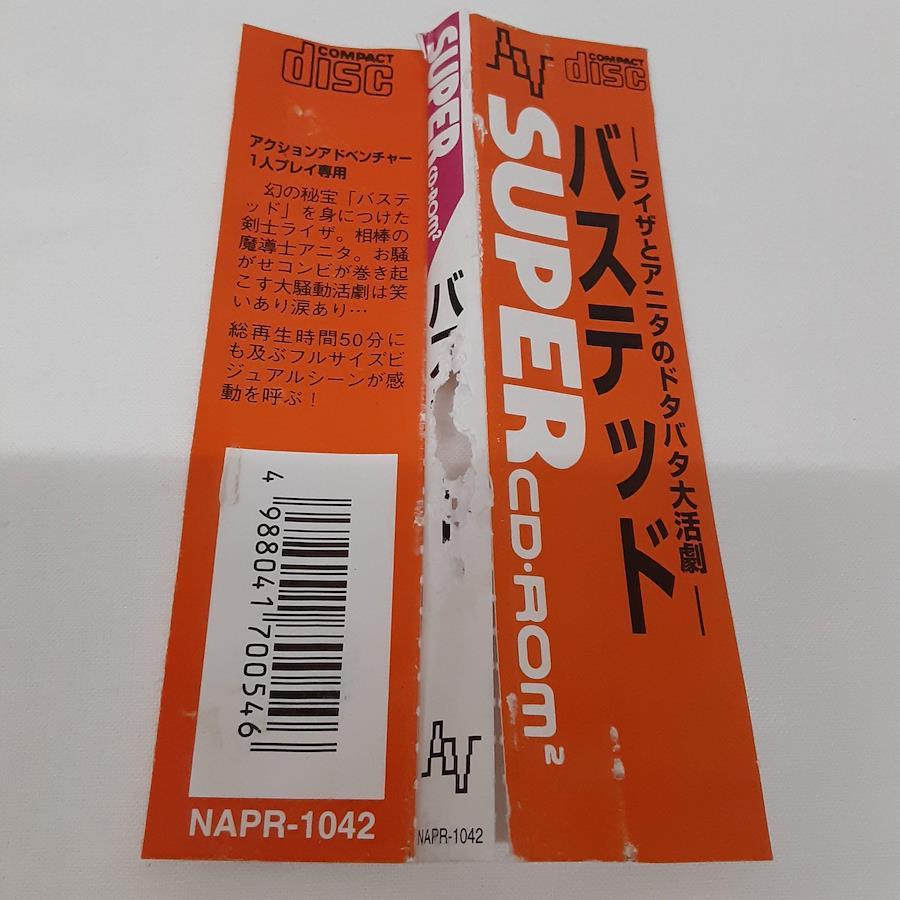 COMPACT
disc
アクションアドベンチャー
1人プレイ専用
幻の秘宝「バステ
ッド」を身につけた
剣士ライザ。相棒の
魔導士アニタ。お騒
がせコンビが巻き起
こす大騒動活劇は笑
いあり涙あり…
総再生時間50分に
も及ぶフルサイズビ
ジュアルシーンが感
動を呼ぶ！
4 988041 700546
NAPR-1042
SUPER CD-ROM²
バ
NAPR-1042
COMPACT
disc
SUPER CD・ROM²
バステッド
―ライザとアニタのドタバタ大活劇―